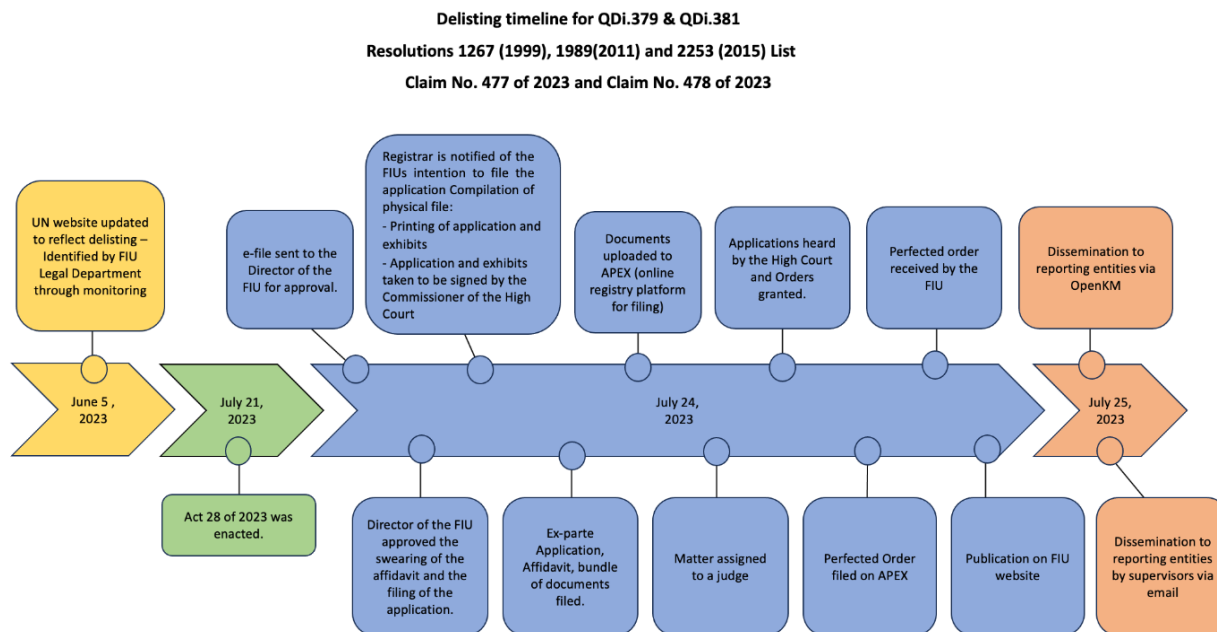 Delisting timeline for QDi.379 & QDi.381
Resolutions 1267 (1999), 1989(2011) and 2253 (2015) List
Claim No. 477 of 2023 and Claim No. 478 of 2023
UN website updated
to reflect delisting –
Identified by FIU
Legal Department
through monitoring
e-file sent to the
Director of the
FIU for approval.
Registrar is notified of the
FIUs intention to file the
application Compilation of
physical file:
- Printing of application and
exhibits
- Application and exhibits
taken to be signed by the
Commissioner of the High
Court
Documents
uploaded to
APEX (online
registry platform
for filing)
Applications heard
by the High Court
and Orders
granted.
Perfected order
received by the
FIU
Dissemination to
reporting entities via
OpenKM
June 5 ,
2023
July 21,
2023
July 24,
2023
July 25,
2023
Act 28 of 2023 was
enacted.
Director of the FIU
approved the
swearing of the
affidavit and the
filing of the
application.
Ex-parte
Application,
Affidavit, bundle
of documents
filed.
Matter assigned
to a judge
Perfected Order
filed on APEX
Publication on FIU
website
Dissemination to
reporting entities
by supervisors via
email